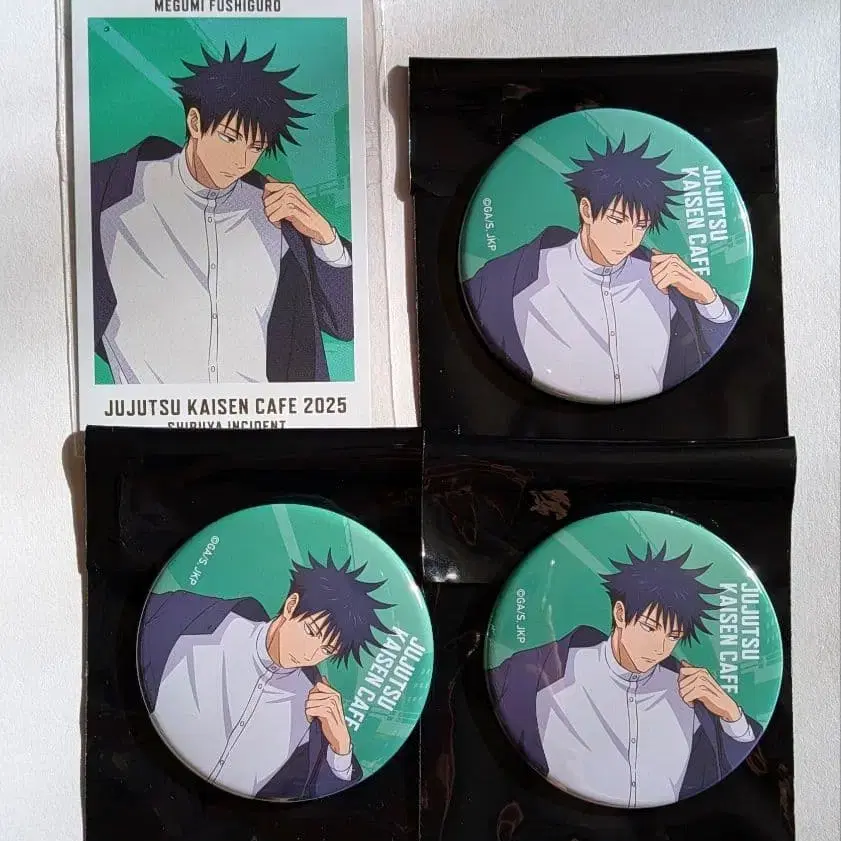 MEGUMI FUSHIGURO
JUJUTSU KAISEN CAFE 2025
SHIBUYA INCIDENT
©GA/S, JKP
JUJUTSU
KAISEN CAFE
©GA/S, JKP
JUJUTSU
KAISEN CAFE
©GA/S, JKP
JUJUTSU
KAISEN CAFE